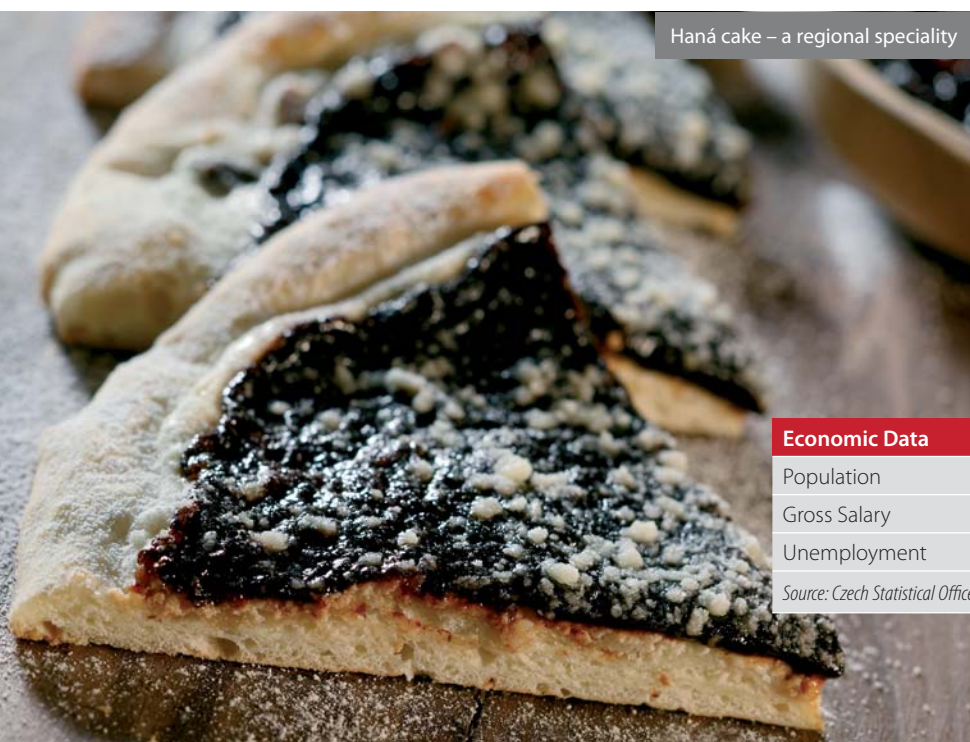 Haná cake – a regional speciality
Economic Data
Population
Gross Salary
Unemployment
Source: Czech Statistical Office